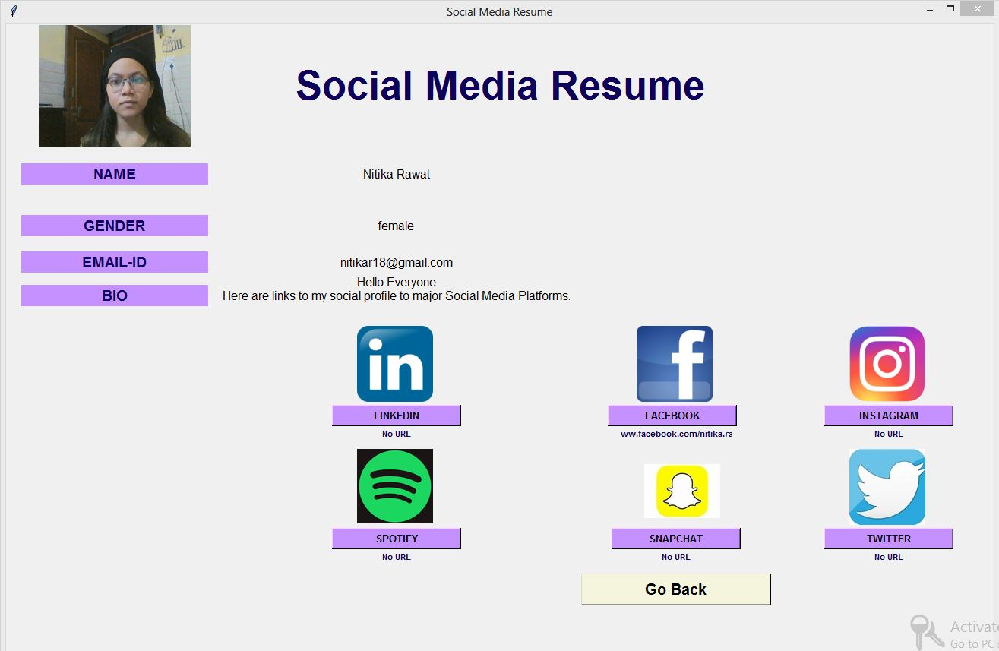 Social Media Resume
Social Media Resume
NAME
Nitika Rawat
GENDER
female
EMAIL-ID
nitikar18@gmail.com
BIO
Hello Everyone
Here are links to my social profile to major Social Media Platforms.
in
f
LINKEDIN
FACEBOOK
INSTAGRAM
No URL
ww.facebook.com/nitika.ra
No URL
SPOTIFY
SNAPCHAT
TWITTER
No URL
No URL
No URL
Go Back
Activate
Go to PC